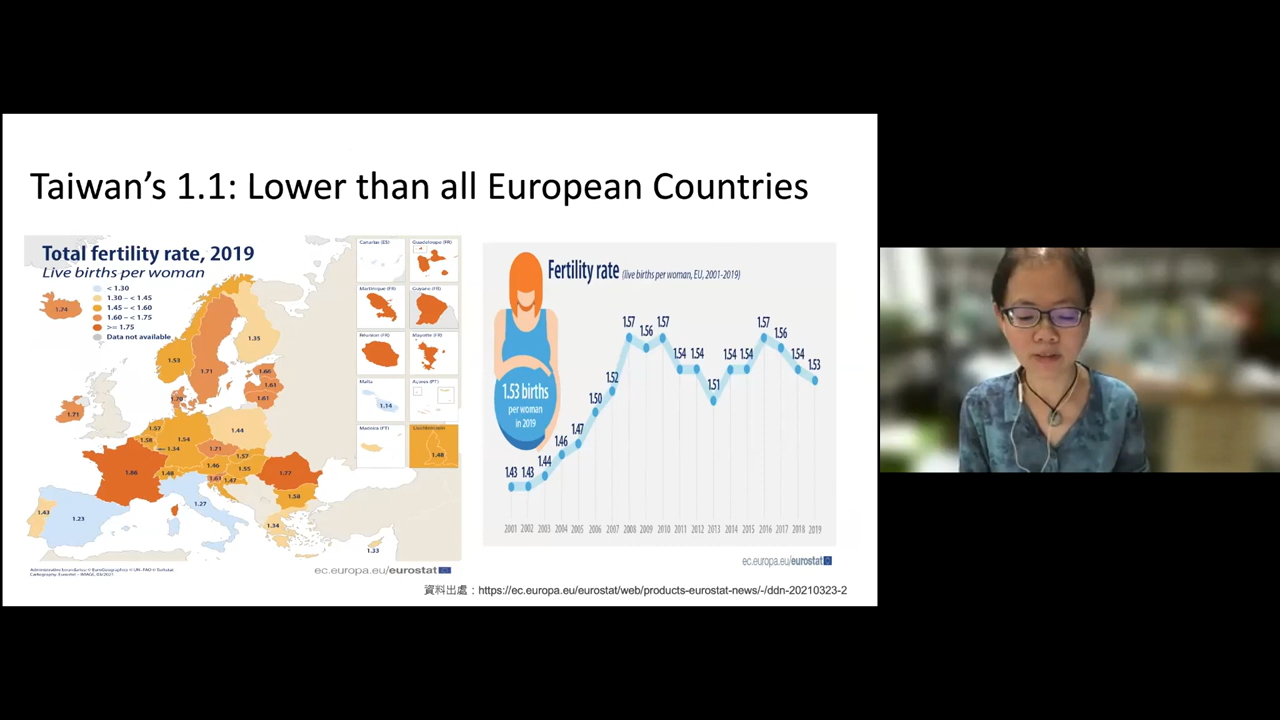 Taiwan's 1.1: Lower than all European Countries
Total fertility rate, 2019
Live births per woman
< 1.30
1.30 – < 1.45
1.45 – < 1.60
1.60 – < 1.75
>= 1.75
Data not available
Canarias (ES)
Guadeloupe (FR)
Martinique (FR)
Guyane (FR)
Réunion (FR)
Mayotte (FR)
Malta
1.14
Açores (PT)
Madeira (PT)
Liechtenstein
1.48
1.74
1.53
1.71
1.35
1.66
1.61
1.61
1.70
1.71
1.57
1.58
1.54
1.44
1.34
1.71
1.57
1.86
1.48
1.46
1.55
1.77
1.61
1.47
1.58
1.43
1.23
1.27
1.34
1.33
ec.europa.eu/eurostat
Fertility rate (live births per woman, EU, 2001-2019)
1.53 births
per woman
in 2019
1.43
1.43
1.44
1.46
1.47
1.50
1.52
1.57
1.56
1.57
1.54
1.54
1.51
1.54
1.54
1.57
1.56
1.54
1.53
2001 2002 2003 2004 2005 2006 2007 2008 2009 2010 2011 2012 2013 2014 2015 2016 2017 2018 2019
ec.europa.eu/eurostat
資料出處：https://ec.europa.eu/eurostat/web/products-eurostat-news/-/ddn-20210323-2